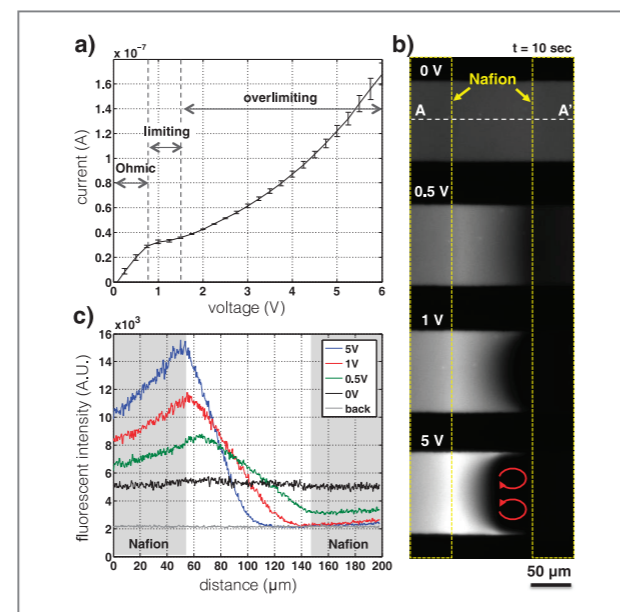 a)
x 10⁻⁷
1.6
1.4
1.2
1
0.8
0.6
0.4
0.2
0
current (A)
overlimiting
limiting
Ohmic
0 1 2 3 4 5 6
voltage (V)
b)
t = 10 sec
0 V
Nafion
A A'
0.5 V
1 V
5 V
50 µm
c)
x10³
16
14
12
10
8
6
4
2
0
fluorescent intensity (A.U.)
5V
1V
0.5V
0V
back
Nafion Nafion
0 20 40 60 80 100 120 140 160 180 200
distance (µm)